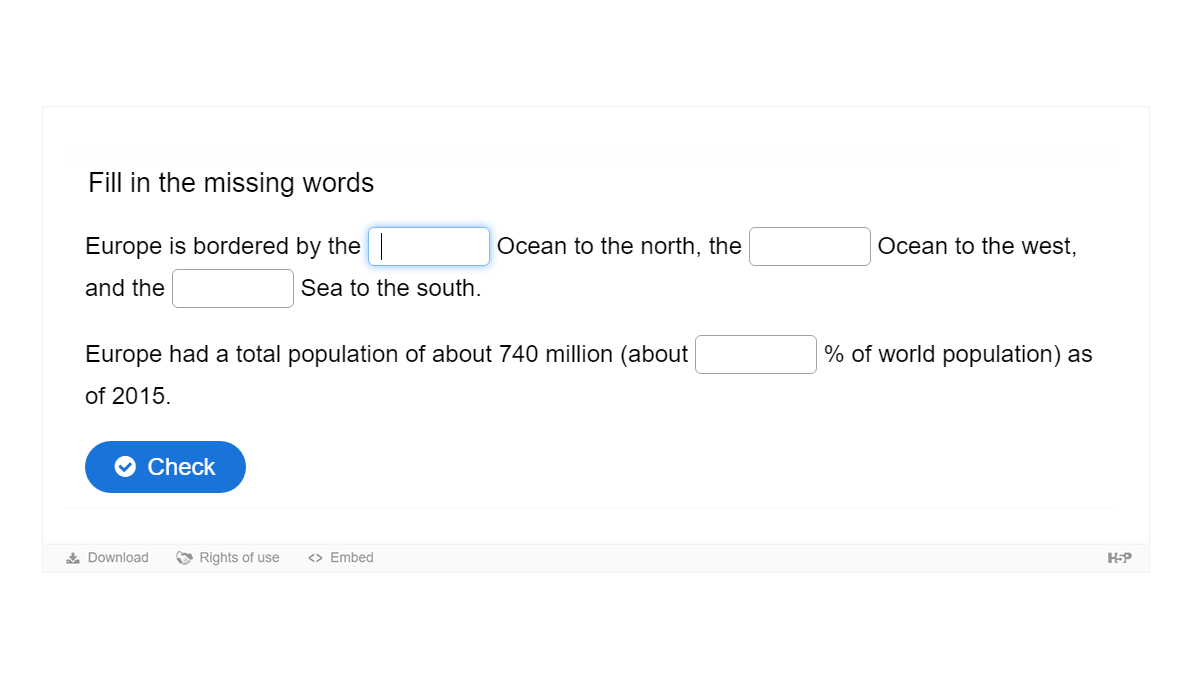 Fill in the missing words
Europe is bordered by the Ocean to the north, the Ocean to the west,
and the Sea to the south.
Europe had a total population of about 740 million (about % of world population) as
of 2015.
Check
Download Rights of use <> Embed H5P